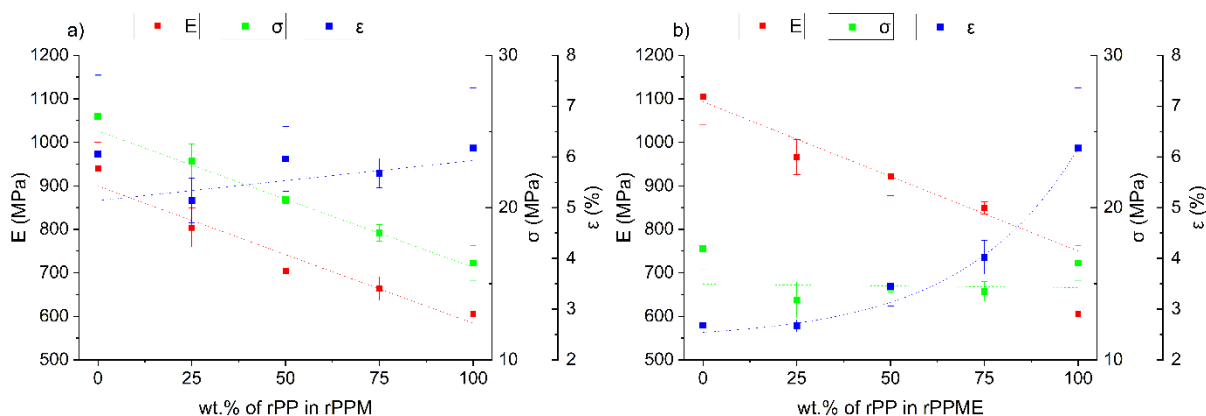 a)
E
σ
ε
1200
1100
1000
900
800
700
600
500
E (MPa)
30
20
10
σ (MPa)
8
7
6
5
4
3
2
ε (%)
0 25 50 75 100
wt.% of rPP in rPPM
b)
E
σ
ε
1200
1100
1000
900
800
700
600
500
E (MPa)
30
20
10
σ (MPa)
8
7
6
5
4
3
2
ε (%)
0 25 50 75 100
wt.% of rPP in rPPME